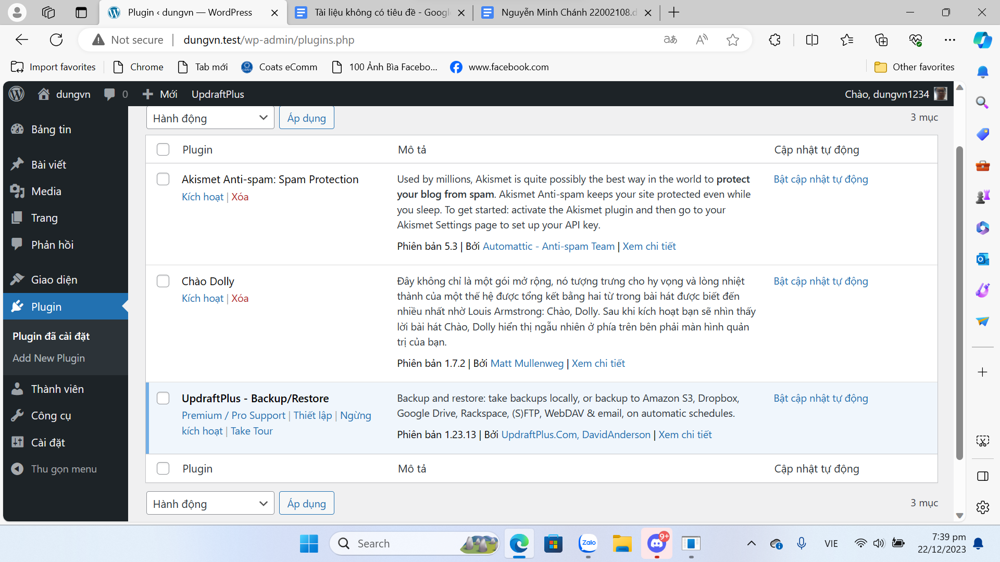 Plugin ‹ dungvn — WordPress
Tài liệu không có tiêu đề - Googl
Nguyễn Minh Chánh 22002108.d
Not secure
dungvn.test/wp-admin/plugins.php
Import favorites
Chrome
Tab mới
Coats eComm
100 Ảnh Bìa Facebo...
www.facebook.com
Other favorites
dungvn
0
Mới
UpdraftPlus
Chào, dungvn1234
Bảng tin
Bài viết
Media
Trang
Phản hồi
Giao diện
Plugin
Plugin đã cài đặt
Add New Plugin
Thành viên
Công cụ
Cài đặt
Thu gọn menu
Hành động
Áp dụng
3 mục
Plugin
Mô tả
Cập nhật tự động
Akismet Anti-spam: Spam Protection
Kích hoạt | Xóa
Used by millions, Akismet is quite possibly the best way in the world to protect
your blog from spam. Akismet Anti-spam keeps your site protected even while
you sleep. To get started: activate the Akismet plugin and then go to your
Akismet Settings page to set up your API key.
Phiên bản 5.3 | Bởi Automattic - Anti-spam Team | Xem chi tiết
Bật cập nhật tự động
Chào Dolly
Kích hoạt | Xóa
Đây không chỉ là một gói mở rộng, nó tượng trưng cho hy vọng và lòng nhiệt
thành của một thế hệ được tổng kết bằng hai từ trong bài hát được biết đến
nhiều nhất nhờ Louis Armstrong: Chào, Dolly. Sau khi kích hoạt bạn sẽ nhìn thấy
lời bài hát Chào, Dolly hiển thị ngẫu nhiên ở phía trên bên phải màn hình quản
trị của bạn.
Phiên bản 1.7.2 | Bởi Matt Mullenweg | Xem chi tiết
Bật cập nhật tự động
UpdraftPlus - Backup/Restore
Premium / Pro Support | Thiết lập | Ngừng
kích hoạt | Take Tour
Backup and restore: take backups locally, or backup to Amazon S3, Dropbox,
Google Drive, Rackspace, (S)FTP, WebDAV & email, on automatic schedules.
Phiên bản 1.23.13 | Bởi UpdraftPlus.Com, DavidAnderson | Xem chi tiết
Bật cập nhật tự động
Plugin
Mô tả
Cập nhật tự động
Hành động
Áp dụng
3 mục
Search
Zalo
9+
VIE
7:39 pm
22/12/2023